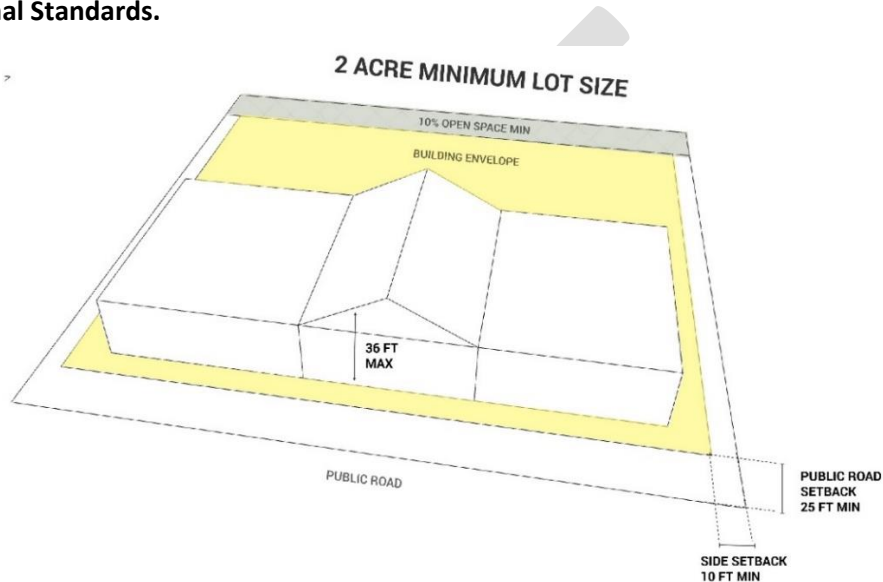 nal Standards.
2 ACRE MINIMUM LOT SIZE
10% OPEN SPACE MIN
BUILDING ENVELOPE
36 FT
MAX
PUBLIC ROAD
PUBLIC ROAD
SETBACK
25 FT MIN
SIDE SETBACK
10 FT MIN